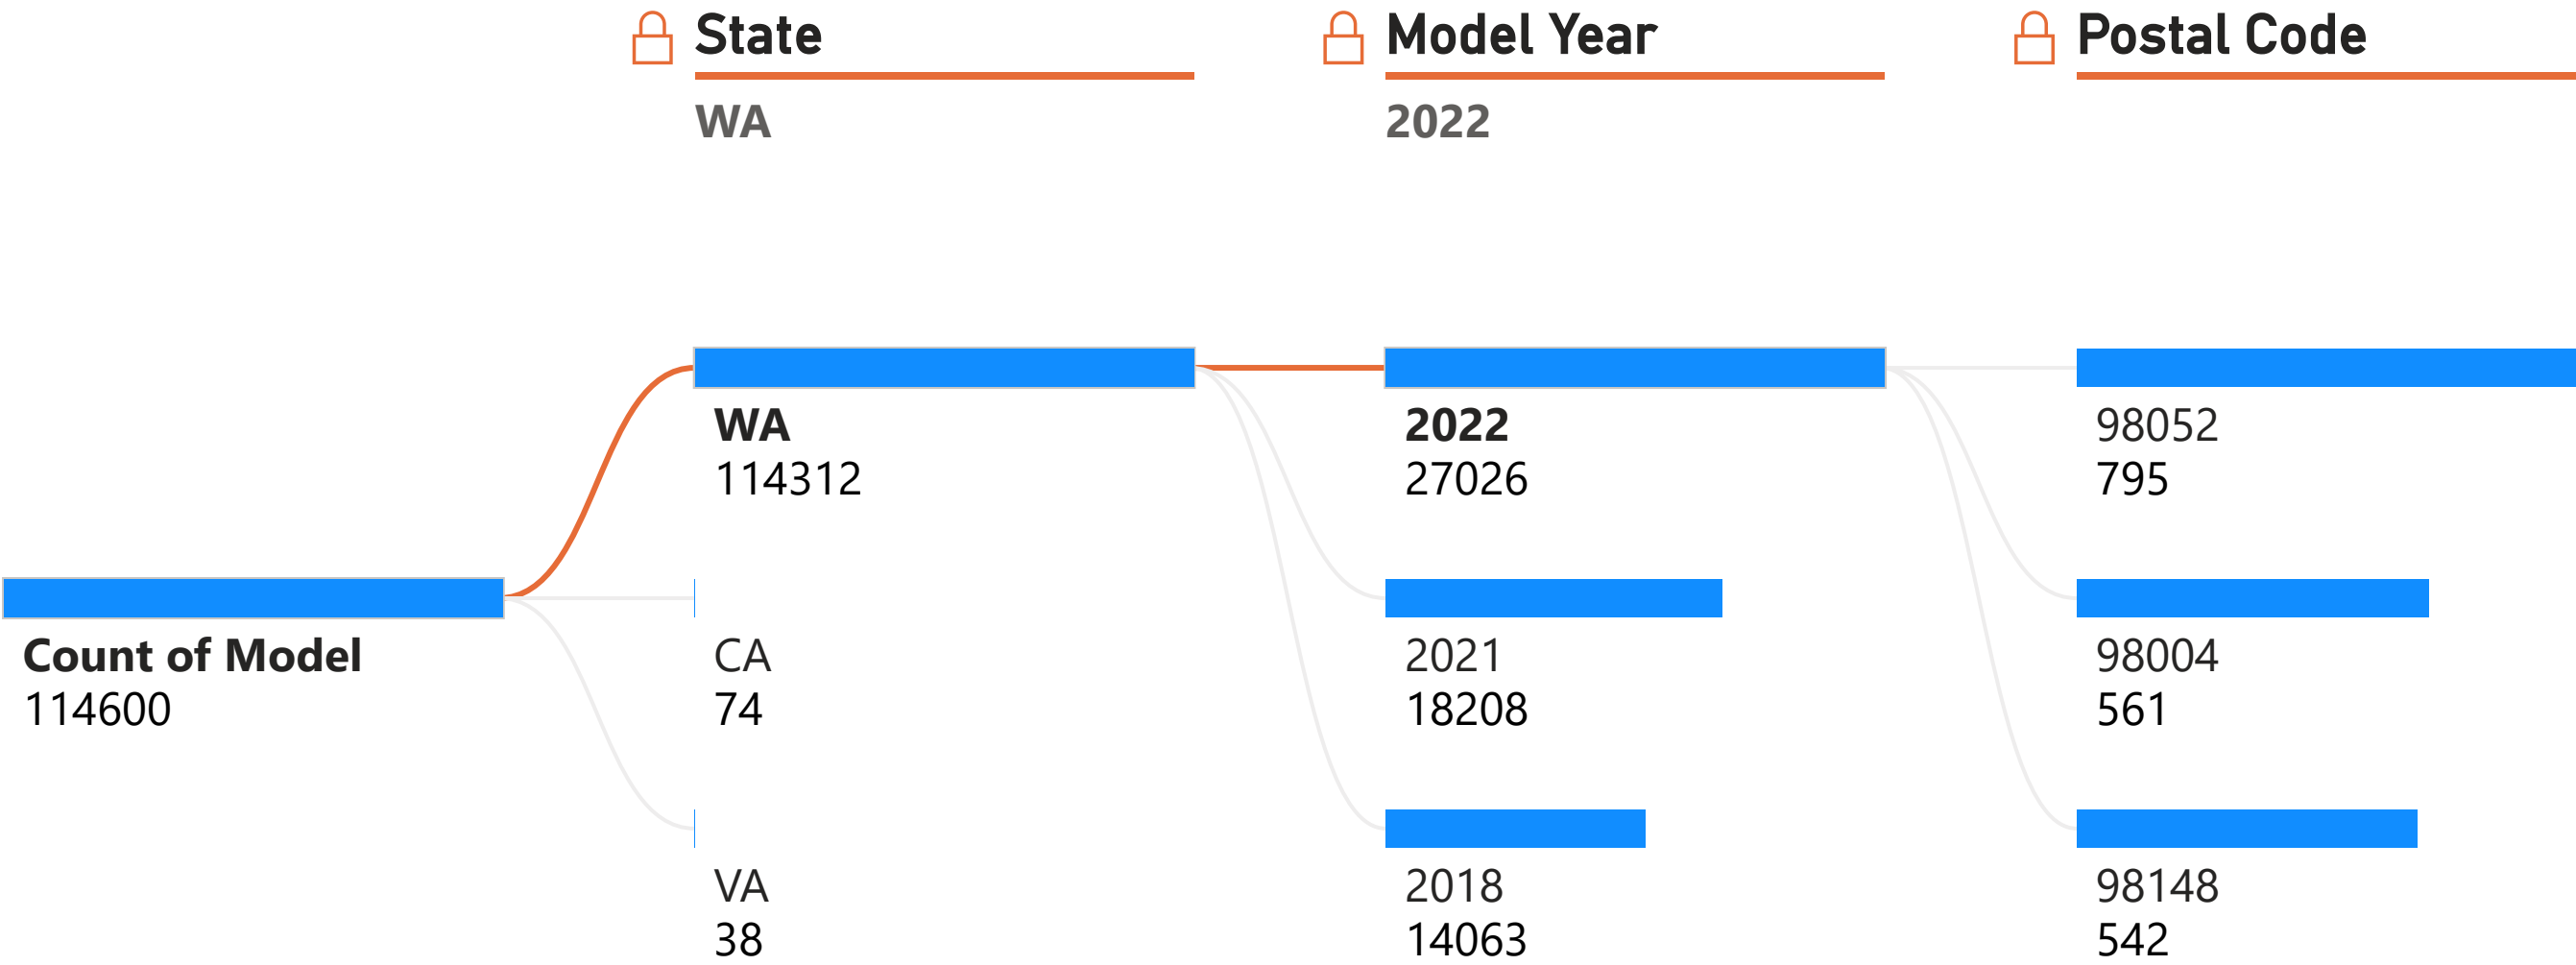 State
Model Year
Postal Code
WA
2022
WA
114312
2022
27026
98052
795
Count of Model
114600
CA
74
2021
18208
98004
561
VA
38
2018
14063
98148
542